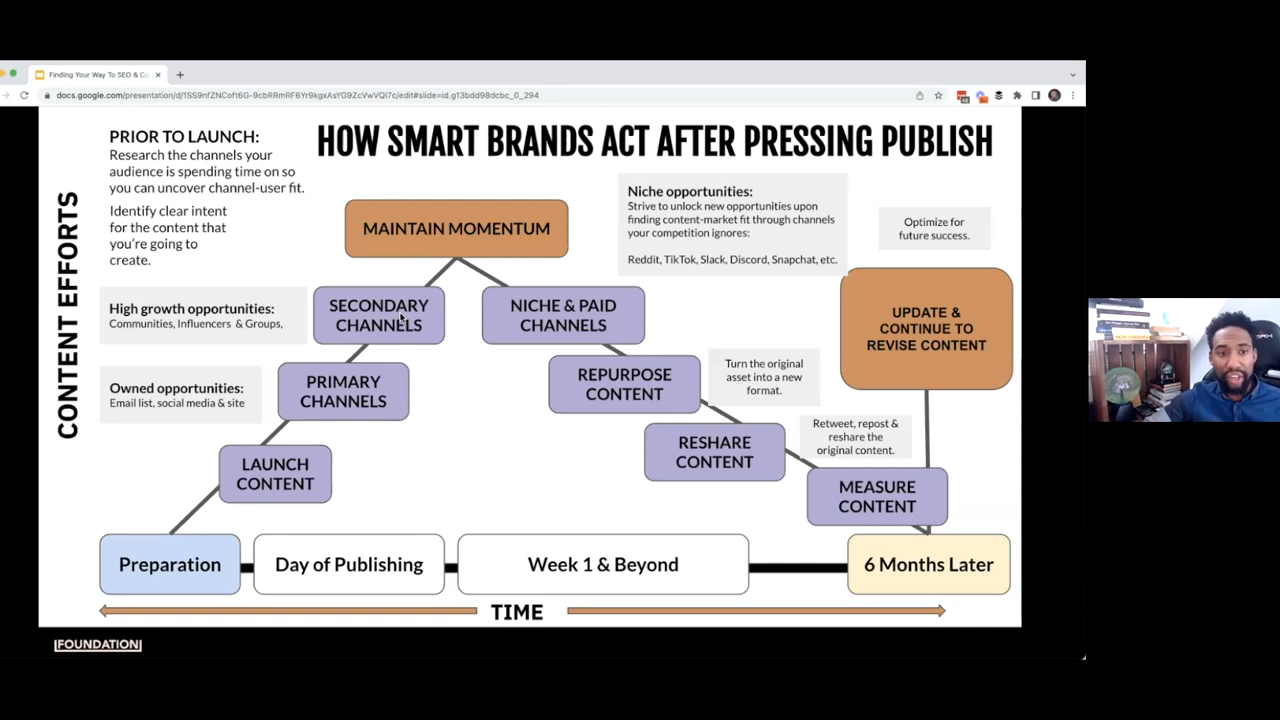 Finding Your Way To SEO & Co
docs.google.com/presentation/d/1SS9nfZNCoft6G-9cbRRmRF6Yr9kgxAsYG9ZcVwVQI7c/edit#slide=id.g13bdd98dcbc_0_294
HOW SMART BRANDS ACT AFTER PRESSING PUBLISH
PRIOR TO LAUNCH:
Research the channels your
audience is spending time on so
you can uncover channel-user fit.
Identify clear intent
for the content that
you're going to
create.
CONTENT EFFORTS
High growth opportunities:
Communities, Influencers & Groups,
Owned opportunities:
Email list, social media & site
MAINTAIN MOMENTUM
SECONDARY
CHANNELS
PRIMARY
CHANNELS
LAUNCH
CONTENT
Niche opportunities:
Strive to unlock new opportunities upon
finding content-market fit through channels
your competition ignores:
Reddit, TikTok, Slack, Discord, Snapchat, etc.
NICHE & PAID
CHANNELS
REPURPOSE
CONTENT
Turn the original
asset into a new
format.
RESHARE
CONTENT
Retweet, repost &
reshare the
original content.
MEASURE
CONTENT
Optimize for
future success.
UPDATE &
CONTINUE TO
REVISE CONTENT
Preparation
Day of Publishing
Week 1 & Beyond
6 Months Later
TIME
|FOUNDATION|